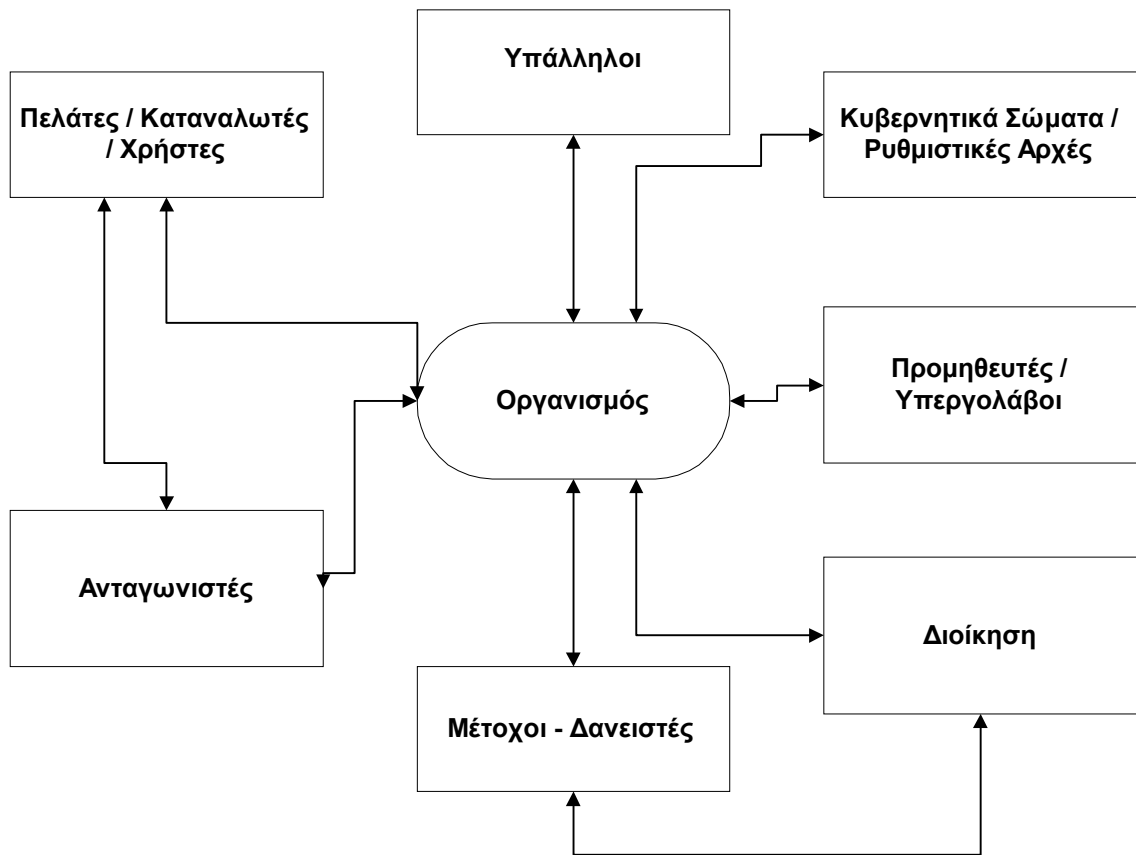 Υπάλληλοι
Πελάτες / Καταναλωτές
/ Χρήστες
Κυβερνητικά Σώματα /
Ρυθμιστικές Αρχές
Προμηθευτές /
Υπεργολάβοι
Οργανισμός
Ανταγωνιστές
Διοίκηση
Μέτοχοι - Δανειστές